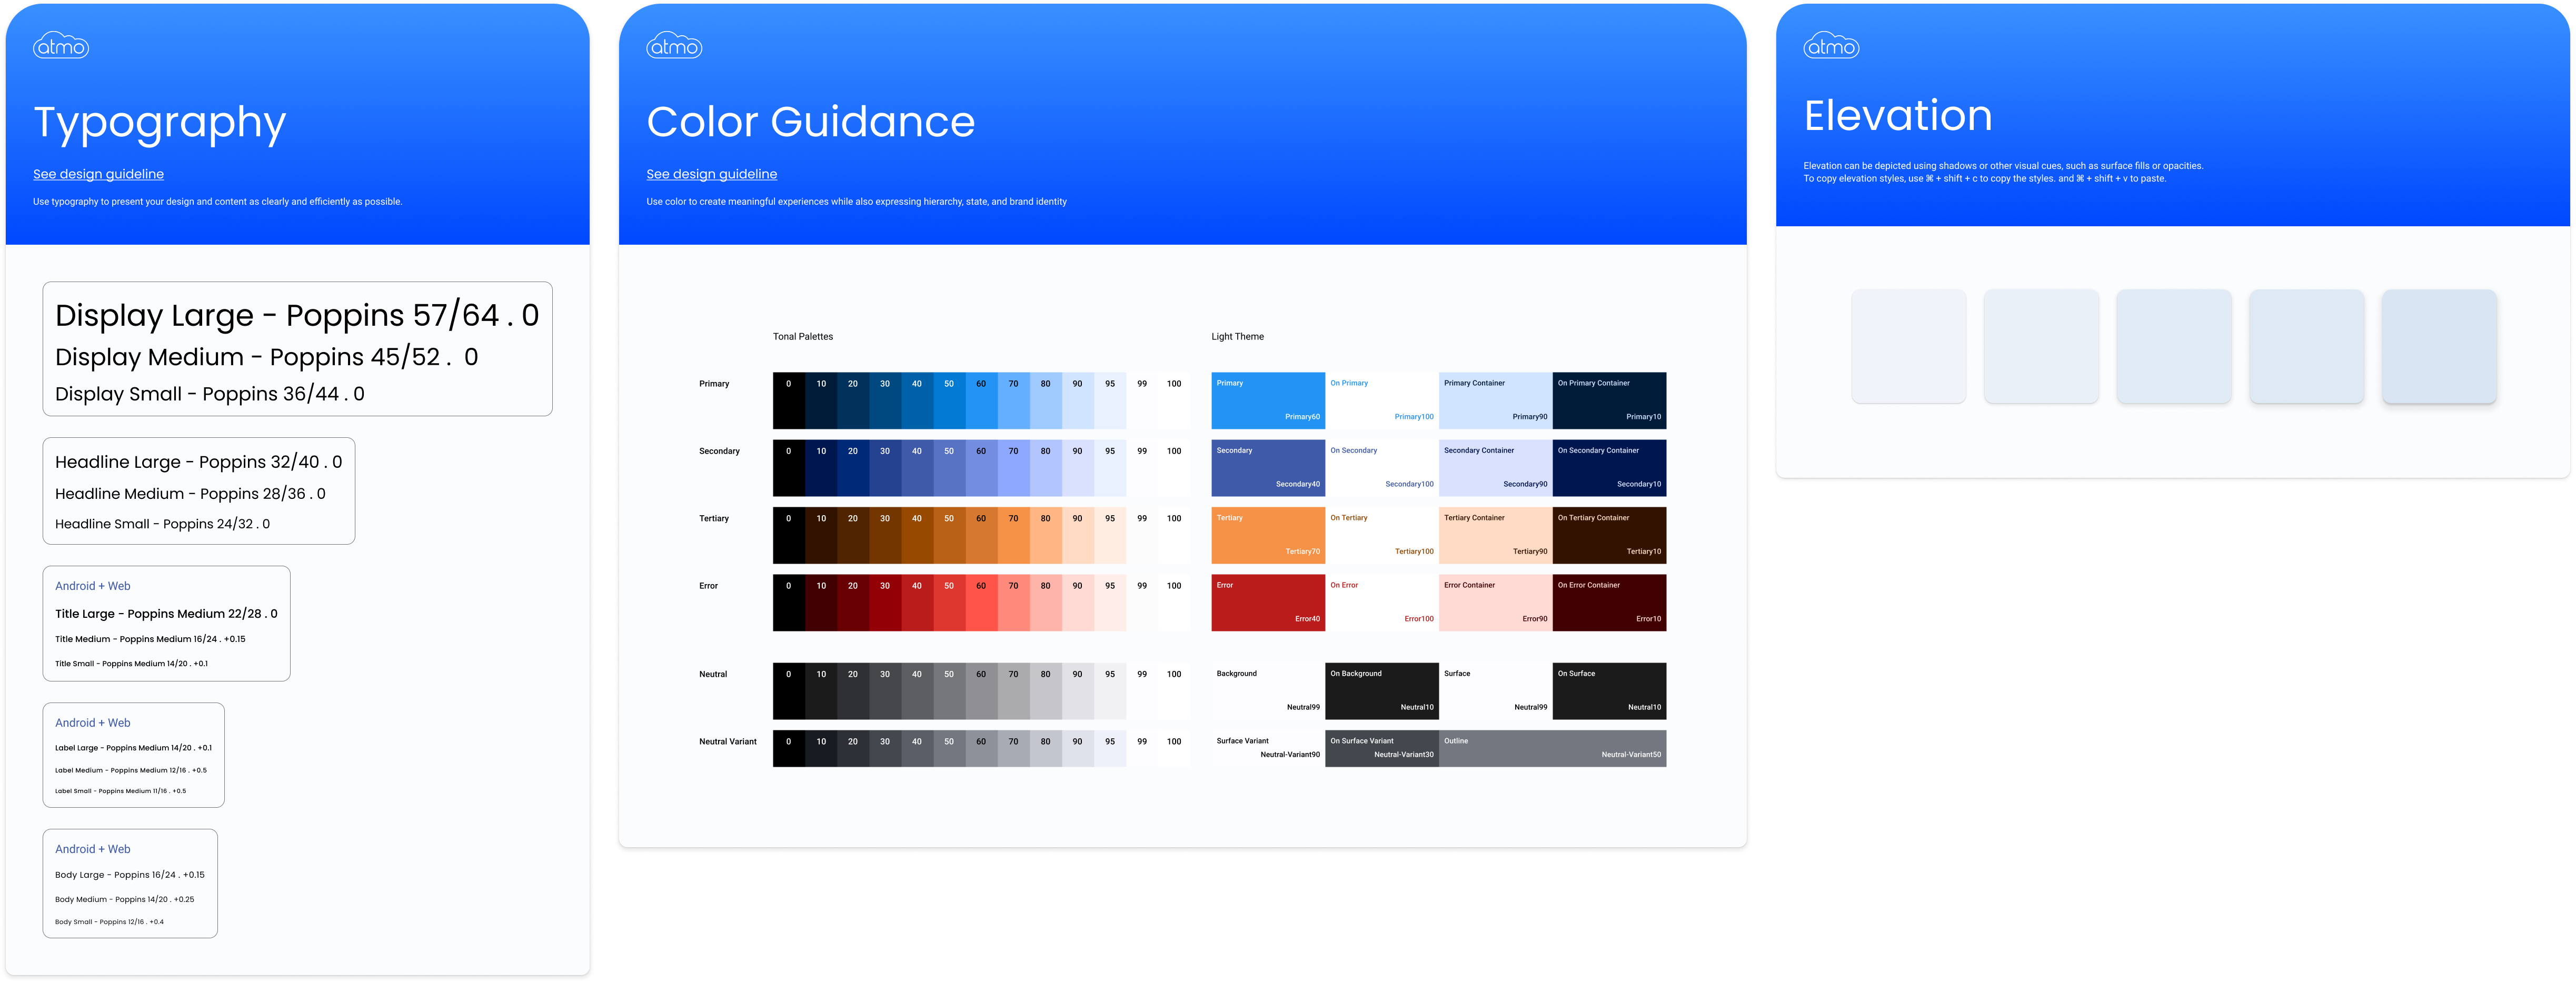 atmo
Typography
See design guideline
Use typography to present your design and content as clearly and efficiently as possible.
Display Large - Poppins 57/64 . 0
Display Medium - Poppins 45/52 .  0
Display Small - Poppins 36/44 . 0
Headline Large - Poppins 32/40 . 0
Headline Medium - Poppins 28/36 . 0
Headline Small - Poppins 24/32 . 0
Android + Web
Title Large - Poppins Medium 22/28 . 0
Title Medium - Poppins Medium 16/24 . +0.15
Title Small - Poppins Medium 14/20 . +0.1
Android + Web
Label Large - Poppins Medium 14/20 . +0.1
Label Medium - Poppins Medium 12/16 . +0.5
Label Small - Poppins Medium 11/16 . +0.5
Android + Web
Body Large - Poppins 16/24 . +0.15
Body Medium - Poppins 14/20 . +0.25
Body Small - Poppins 12/16 . +0.4
atmo
Color Guidance
See design guideline
Use color to create meaningful experiences while also expressing hierarchy, state, and brand identity
Tonal Palettes
Primary 0 10 20 30 40 50 60 70 80 90 95 99 100
Secondary 0 10 20 30 40 50 60 70 80 90 95 99 100
Tertiary 0 10 20 30 40 50 60 70 80 90 95 99 100
Error 0 10 20 30 40 50 60 70 80 90 95 99 100
Neutral 0 10 20 30 40 50 60 70 80 90 95 99 100
Neutral Variant 0 10 20 30 40 50 60 70 80 90 95 99 100
Light Theme
Primary On Primary Primary Container On Primary Container
Primary60 Primary100 Primary90 Primary10
Secondary On Secondary Secondary Container On Secondary Container
Secondary40 Secondary100 Secondary90 Secondary10
Tertiary On Tertiary Tertiary Container On Tertiary Container
Tertiary70 Tertiary100 Tertiary90 Tertiary10
Error On Error Error Container On Error Container
Error40 Error100 Error90 Error10
Background On Background Surface On Surface
Neutral99 Neutral10 Neutral99 Neutral10
Surface Variant On Surface Variant Outline
Neutral-Variant90 Neutral-Variant30 Neutral-Variant50
atmo
Elevation
Elevation can be depicted using shadows or other visual cues, such as surface fills or opacities.
To copy elevation styles, use ⌘ + shift + c to copy the styles. and ⌘ + shift + v to paste.